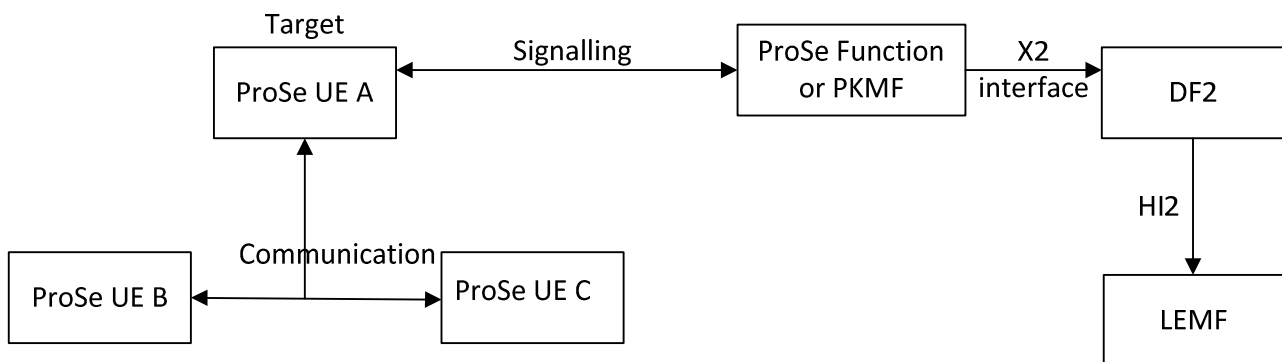 Target
ProSe UE A
Signalling
ProSe Function
or PKMF
X2
interface
DF2
HI2
Communication
ProSe UE B
ProSe UE C
LEMF